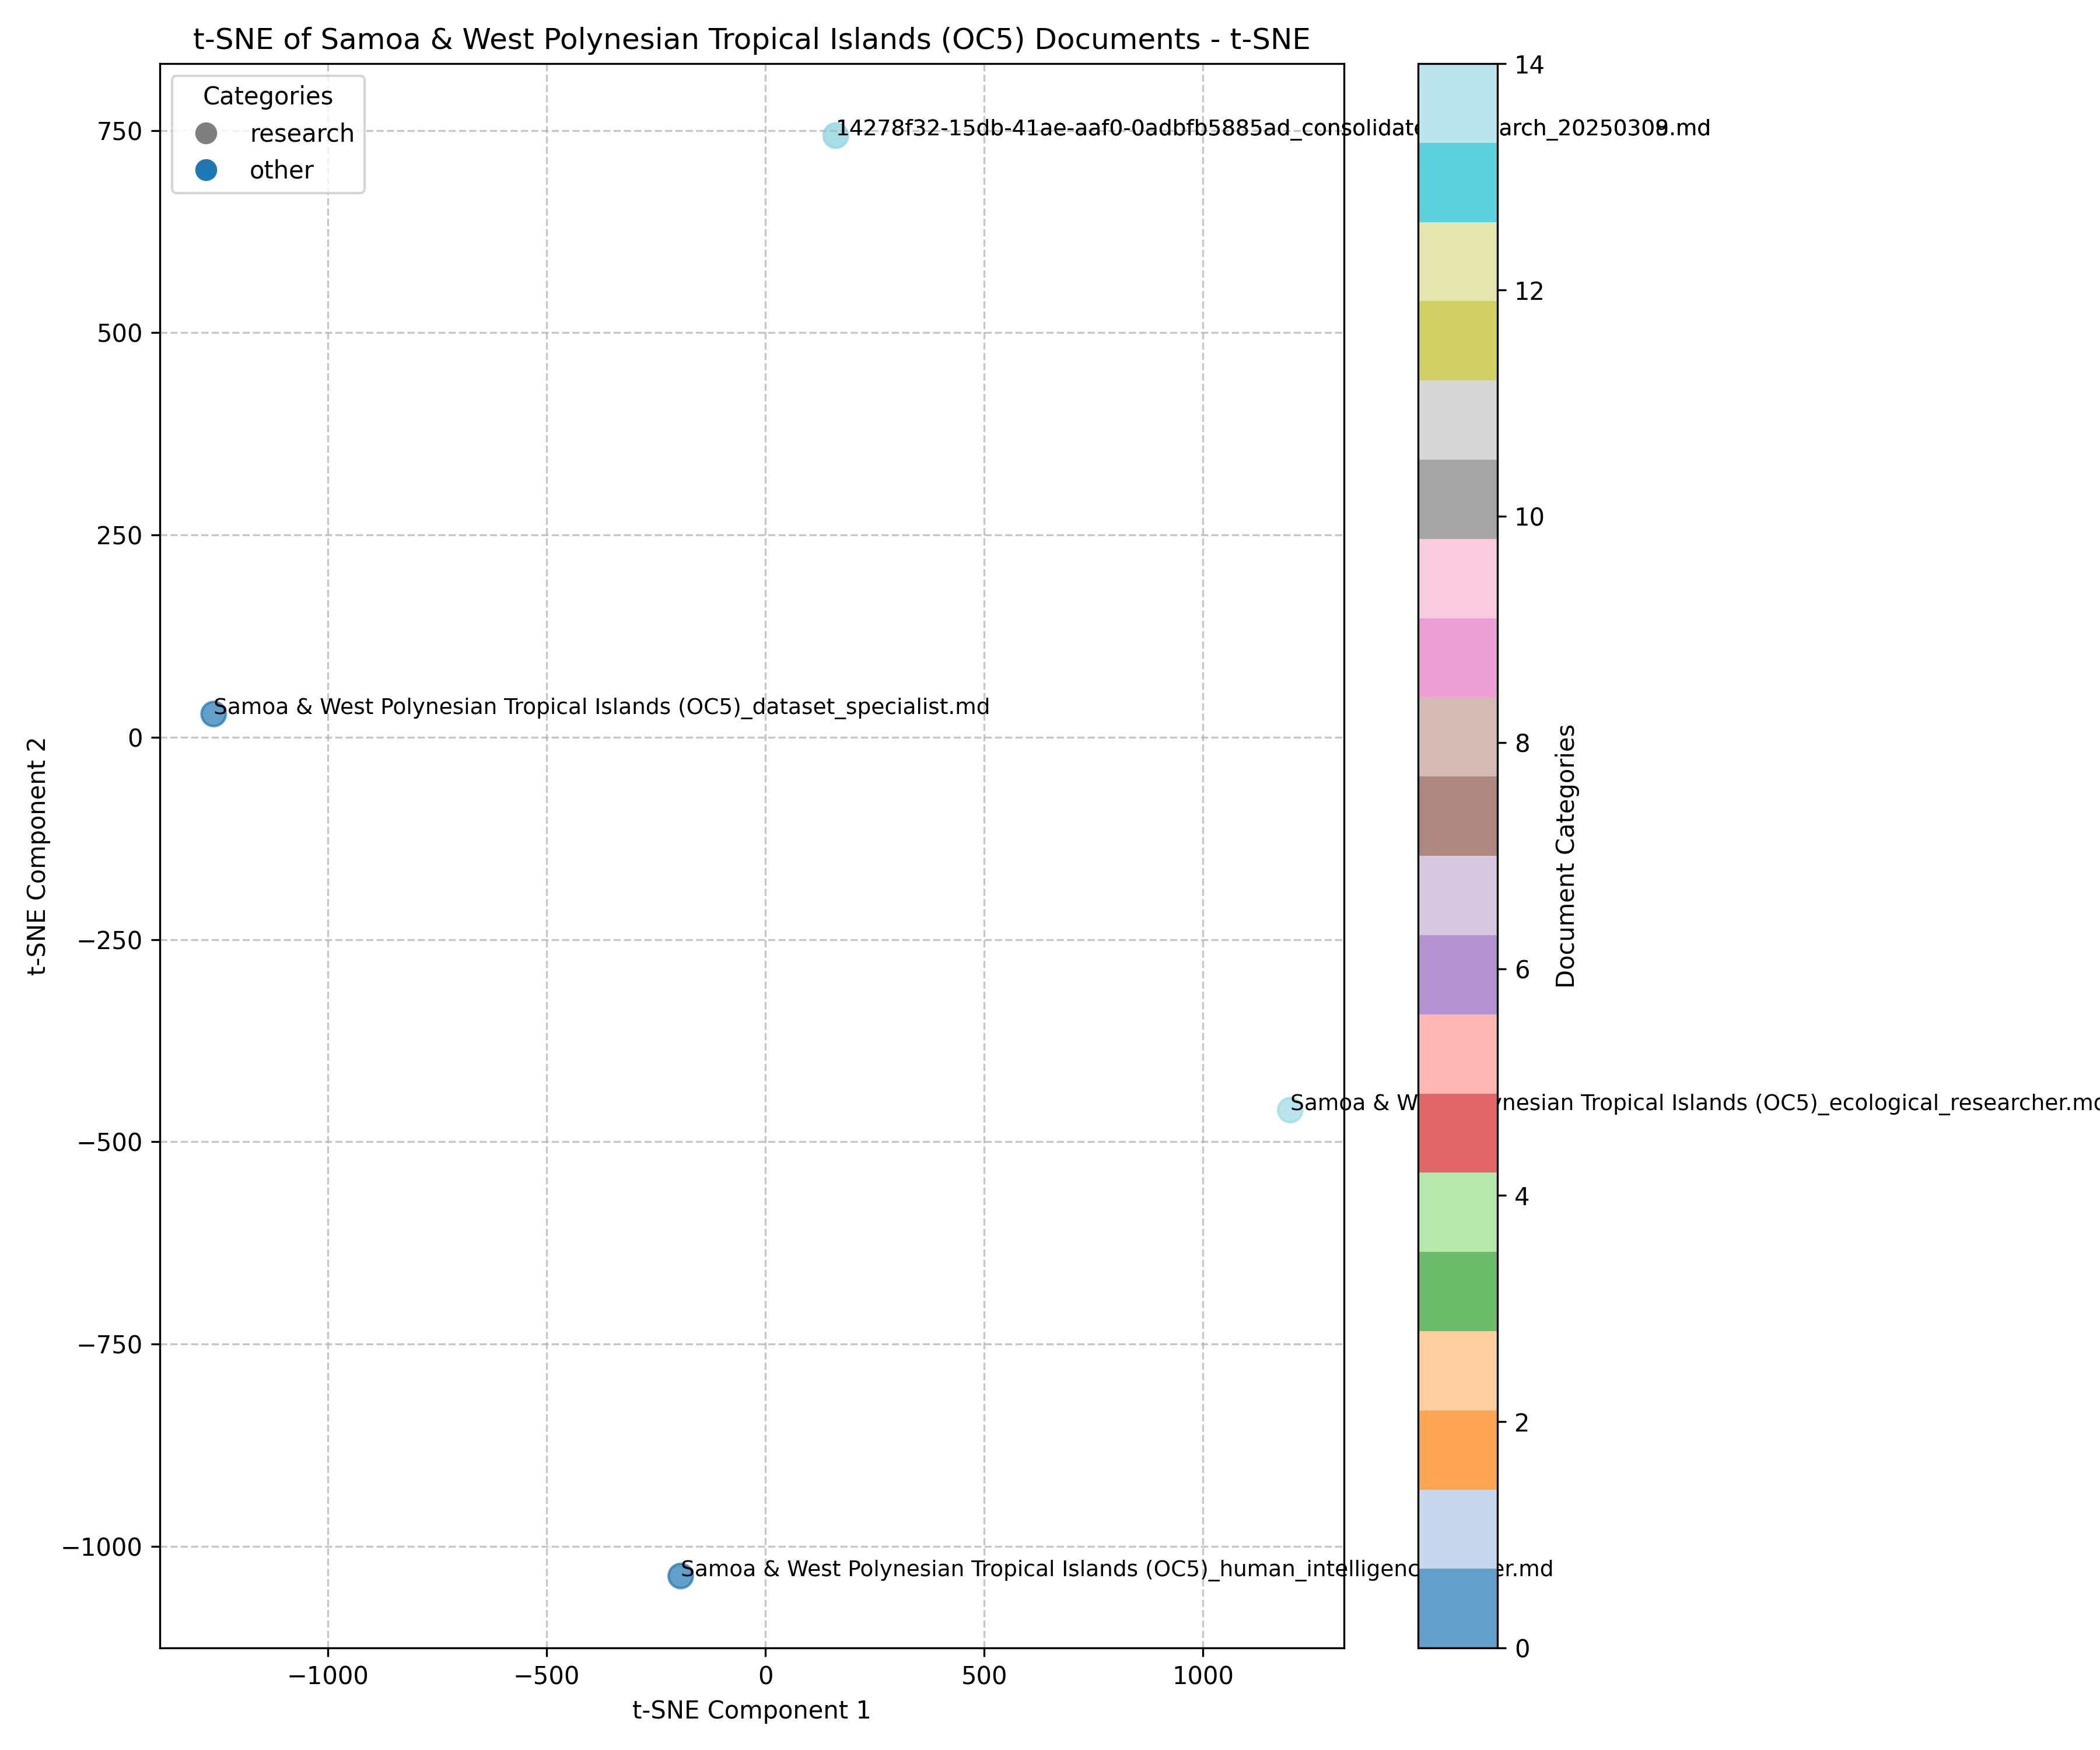 t-SNE of Samoa & West Polynesian Tropical Islands (OC5) Documents - t-SNE
Categories
research
other
14278f32-15db-41ae-aaf0-0adbfb5885ad_consolidate arch_2025030 .md
Samoa & West Polynesian Tropical Islands (OC5)_dataset_specialist.md
Samoa & W ynesian Tropical Islands (OC5)_ecological_researcher.md
Samoa & West Polynesian Tropical Islands (OC5)_human_intelligenc er.md
750
500
250
0
−250
−500
−750
−1000
t-SNE Component 2
−1000
−500
0
500
1000
t-SNE Component 1
14
12
10
8
6
4
2
0
Document Categories